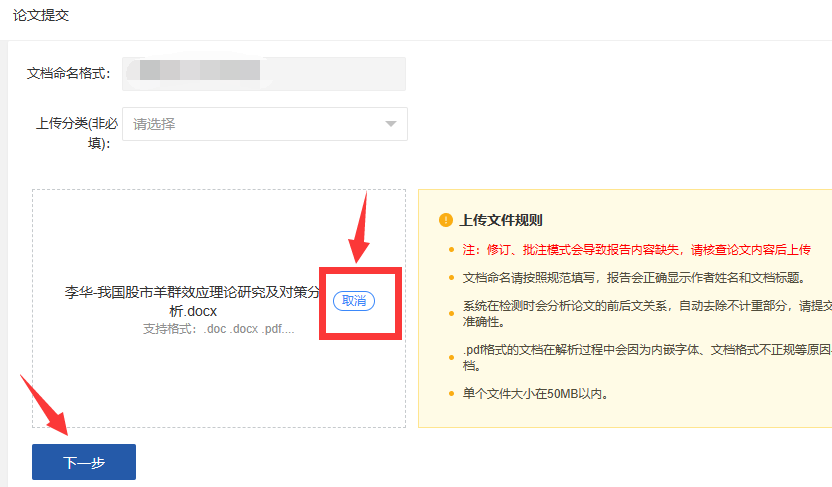 论文提交
文档命名格式：
上传分类(非必
填)：
请选择
李华-我国股市羊群效应理论研究及对策分
析.docx
支持格式：.doc .docx .pdf....
取消
下一步
! 上传文件规则
注：修订、批注模式会导致报告内容缺失，请核查论文内容后上传
文档命名请按照规范填写，报告会正确显示作者姓名和文档标题。
系统在检测时会分析论文的前后文关系，自动去除不计重部分，请提交
准确性。
.pdf格式的文档在解析过程中会因为内嵌字体、文档格式不正规等原因
档。
单个文件大小在50MB以内。